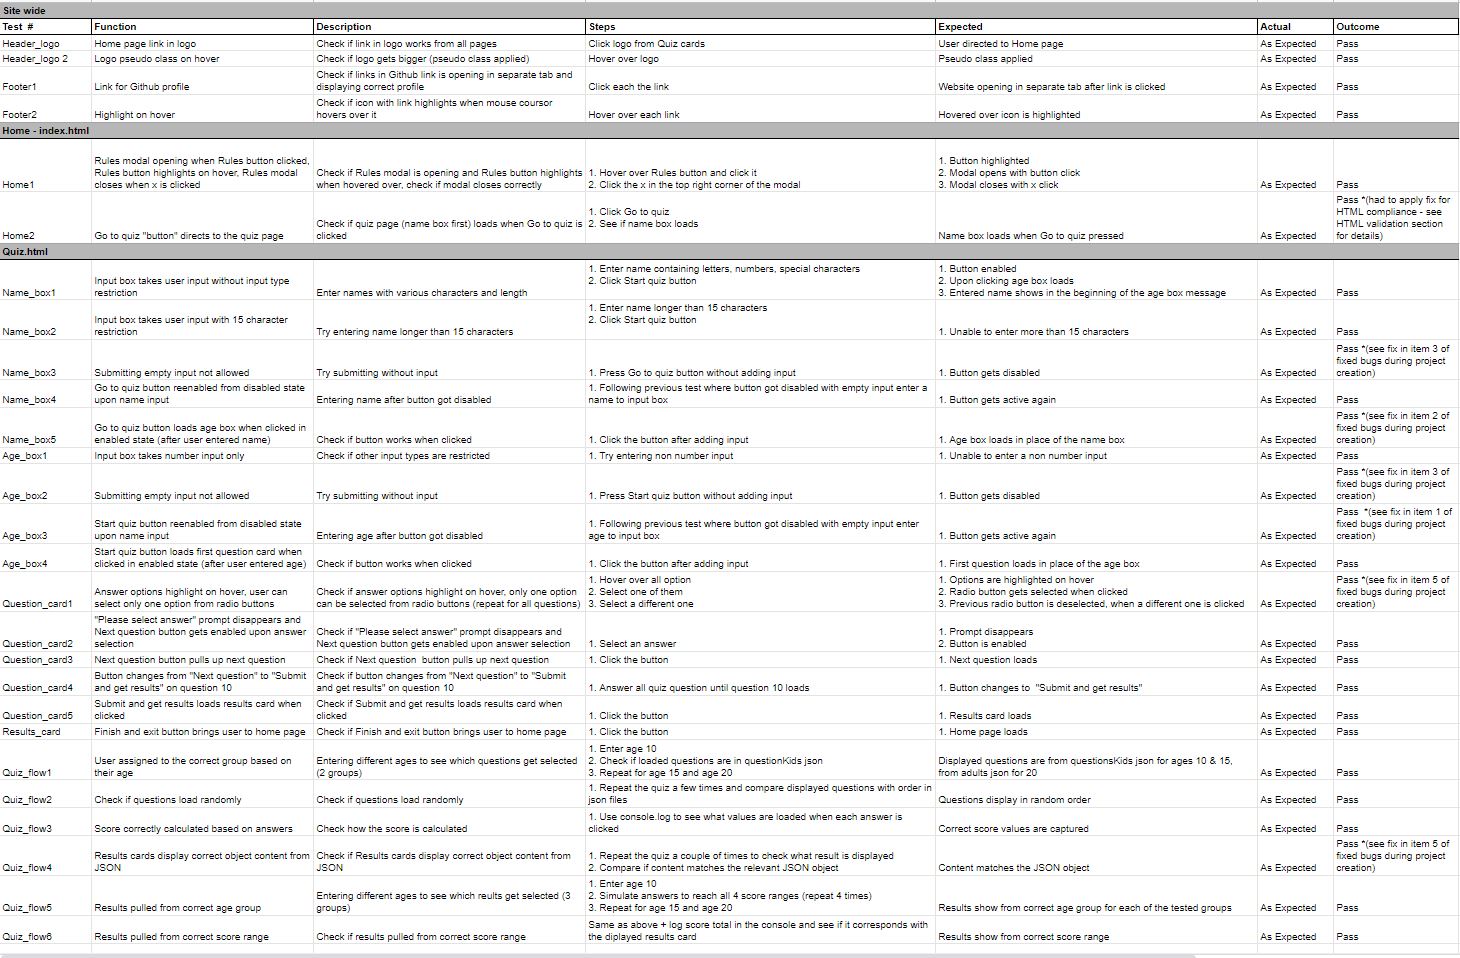 Site wide
Test # Function Description Steps Expected Actual Outcome
Header_logo Home page link in logo Check if link in logo works from all pages Click logo from Quiz cards User directed to Home page As Expected Pass
Header_logo 2 Logo pseudo class on hover Check if logo gets bigger (pseudo class applied) Hover over logo Pseudo class applied As Expected Pass
Check if links in Github link is opening in separate tab and
Footer1 Link for Github profile displaying correct profile Click each the link Website opening in separate tab after link is clicked As Expected Pass
Check if icon with link highlights when mouse coursor
Footer2 Highlight on hover hovers over it Hover over each link Hovered over icon is highlighted As Expected Pass
Home - index.html
Rules modal opening when Rules button clicked, 1. Button highlighted
Rules button highlights on hover, Rules modal Check if Rules modal is opening and Rules button highlights 1. Hover over Rules button and click it 2. Modal opens with button click
Home1 closes when x is clicked when hovered over, check if modal closes correctly 2. Click the x in the top right corner of the modal 3. Modal closes with x click As Expected Pass
Pass *(had to apply fix for
1. Click Go to quiz HTML compliance - see
Check if quiz page (name box first) loads when Go to quiz is 2. See if name box loads HTML validation section
Home2 Go to quiz "button" directs to the quiz page clicked Name box loads when Go to quiz pressed As Expected for details)
Quiz.html
1. Enter name containing letters, numbers, special characters 1. Button enabled
Input box takes user input without input type 2. Click Start quiz button 2. Upon clicking age box loads
Name_box1 restriction Enter names with various characters and length 3. Entered name shows in the beginning of the age box message As Expected Pass
1. Enter name longer than 15 characters
Input box takes user input with 15 character 2. Click Start quiz button
Name_box2 restriction Try entering name longer than 15 characters 1. Unable to enter more than 15 characters As Expected Pass
Pass *(see fix in item 3 of
fixed bugs during project
Name_box3 Submitting empty input not allowed Try submitting without input 1. Press Go to quiz button without adding input 1. Button gets disabled As Expected creation)
Go to quiz button reenabled from disabled state 1. Following previous test where button got disabled with empty input enter a
Name_box4 upon name input Entering name after button got disabled name to input box 1. Button gets active again As Expected Pass
Pass *(see fix in item 2 of
Go to quiz button loads age box when clicked in fixed bugs during project
Name_box5 enabled state (after user entered name) Check if button works when clicked 1. Click the button after adding input 1. Age box loads in place of the name box As Expected creation)
Age_box1 Input box takes number input only Check if other input types are restricted 1. Try entering non number input 1. Unable to enter a non number input As Expected Pass
Pass *(see fix in item 3 of
fixed bugs during project
Age_box2 Submitting empty input not allowed Try submitting without input 1. Press Start quiz button without adding input 1. Button gets disabled As Expected creation)
Pass *(see fix in item 1 of
Start quiz button reenabled from disabled state 1. Following previous test where button got disabled with empty input enter fixed bugs during project
Age_box3 upon name input Entering age after button got disabled age to input box 1. Button gets active again As Expected creation)
Start quiz button loads first question card when
Age_box4 clicked in enabled state (after user entered age) Check if button works when clicked 1. Click the button after adding input 1. First question loads in place of the age box As Expected Pass
1. Hover over all option 1. Options are highlighted on hover Pass *(see fix in item 5 of
Answer options highlight on hover, user can Check if answer options highlight on hover, only one option 2. Select one of them 2. Radio button gets selected when clicked fixed bugs during project
Question_card1 select only one option from radio buttons can be selected from radio buttons (repeat for all questions) 3. Select a different one 3. Previous radio button is deselected, when a different one is clicked As Expected creation)
"Please select answer" prompt disappears and
Next question button gets enabled upon answer Check if "Please select answer" prompt disappears and 1. Prompt disappears
Question_card2 selection Next question button gets enabled upon answer selection 1. Select an answer 2. Button is enabled As Expected Pass
Question_card3 Next question button pulls up next question Check if Next question button pulls up next question 1. Click the button 1. Next question loads As Expected Pass
Button changes from "Next question" to "Submit Check if button changes from "Next question" to "Submit
Question_card4 and get results" on question 10 and get results" on question 10 1. Answer all quiz question until question 10 loads 1. Button changes to "Submit and get results" As Expected Pass
Submit and get results loads results card when Check if Submit and get results loads results card when
Question_card5 clicked clicked 1. Click the button 1. Results card loads As Expected Pass
Results_card Finish and exit button brings user to home page Check if Finish and exit button brings user to home page 1. Click the button 1. Home page loads As Expected Pass
1. Enter age 10
User assigned to the correct group based on Entering different ages to see which questions get selected 2. Check if loaded questions are in questionKids json Displayed questions are from questionsKids json for ages 10 & 15,
Quiz_flow1 their age (2 groups) 3. Repeat for age 15 and age 20 from adults json for 20 As Expected Pass
1. Repeat the quiz a few times and compare displayed questions with order in
Quiz_flow2 Check if questions load randomly Check if questions load randomly json files Questions display in random order As Expected Pass
1. Use console.log to see what values are loaded when each answer is
Quiz_flow3 Score correctly calculated based on answers Check how the score is calculated clicked Correct score values are captured As Expected Pass
Pass *(see fix in item 5 of
Results cards display correct object content from Check if Results cards display correct object content from 1. Repeat the quiz a couple of times to check what result is displayed fixed bugs during project
Quiz_flow4 JSON JSON 2. Compare if content matches the relevant JSON object Content matches the JSON object As Expected creation)
1. Enter age 10
Entering different ages to see which reults get selected (3 2. Simulate answers to reach all 4 score ranges (repeat 4 times)
Quiz_flow5 Results pulled from correct age group groups) 3. Repeat for age 15 and age 20 Results show from correct age group for each of the tested groups As Expected Pass
Same as above + log score total in the console and see if it corresponds with
Quiz_flow6 Results pulled from correct score range Check if results pulled from correct score range the diplayed results card Results show from correct score range As Expected Pass